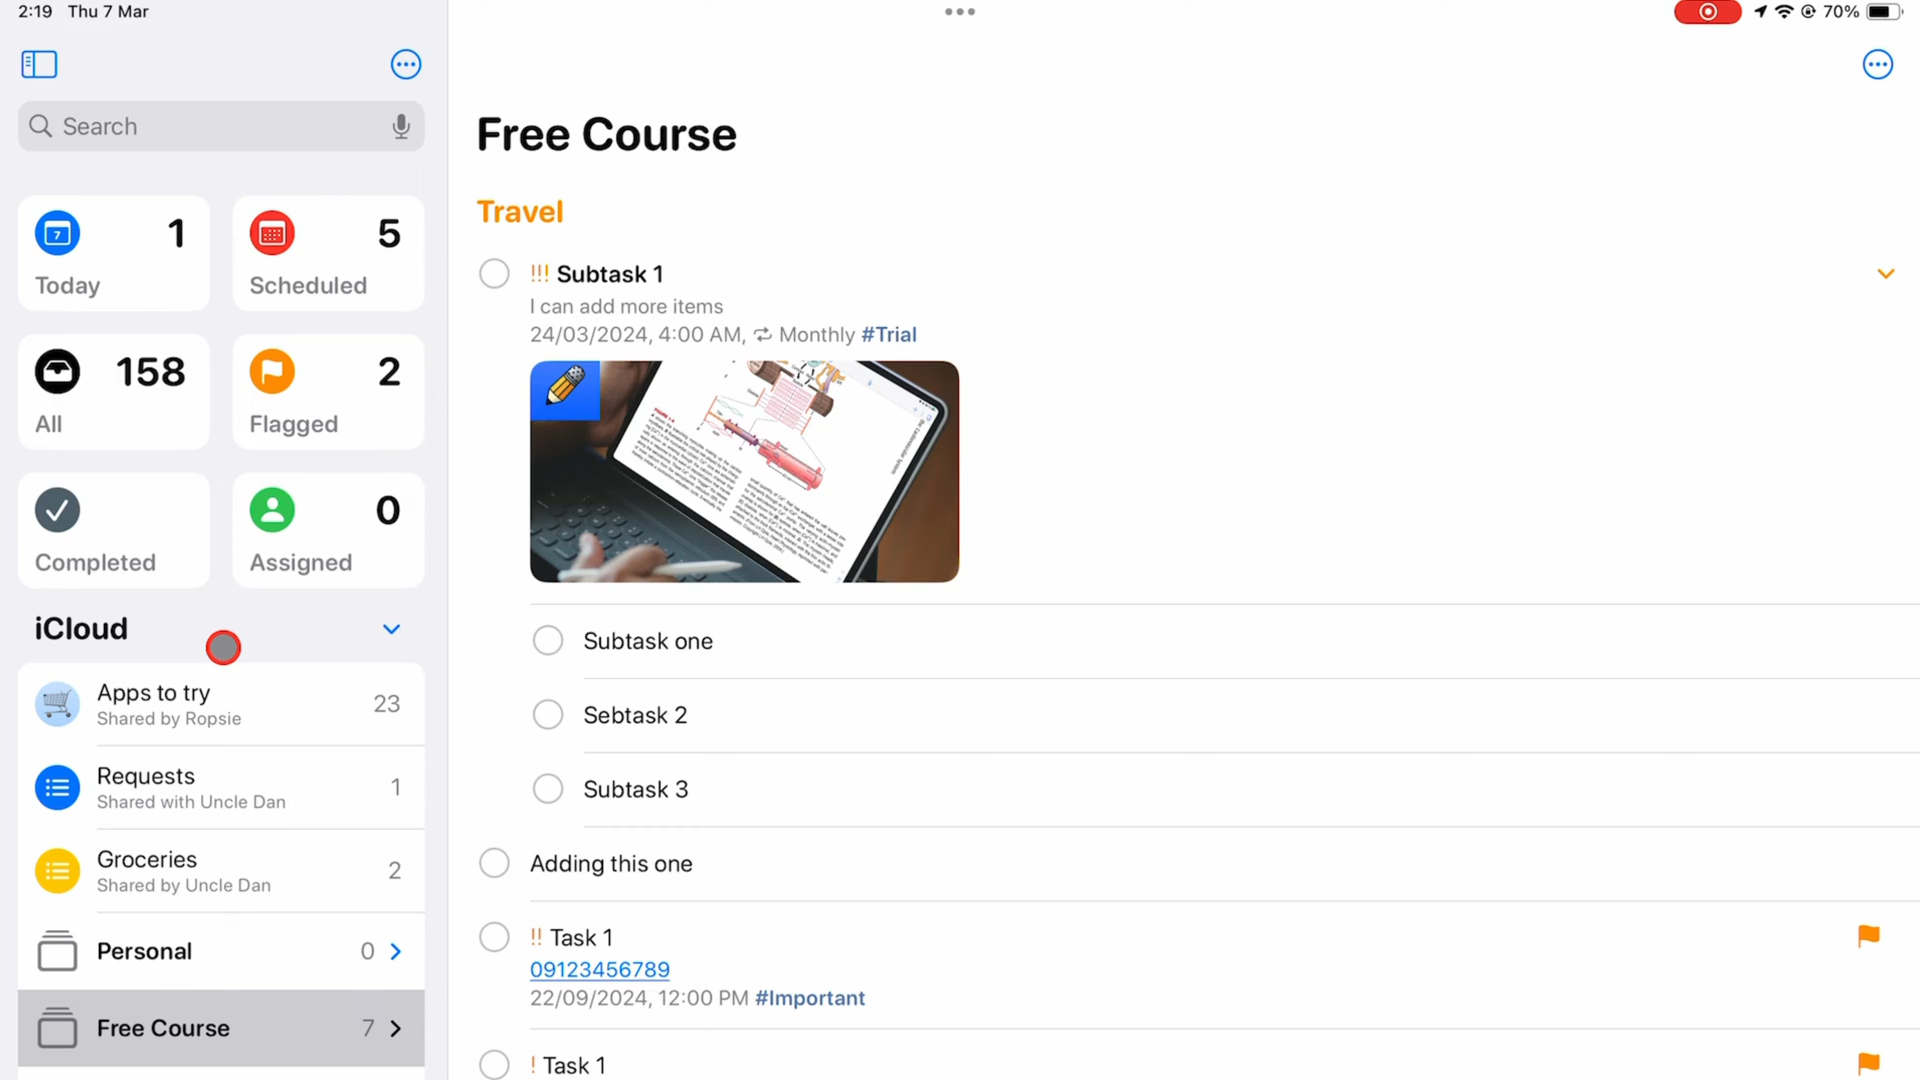 2:19 Thu 7 Mar
70%
Search
7
1
Today
5
Scheduled
158
All
2
Flagged
Completed
0
Assigned
iCloud
Apps to try
Shared by Ropsie
23
Requests
Shared with Uncle Dan
1
Groceries
Shared by Uncle Dan
2
Personal
0
Free Course
7
Free Course
Travel
!!! Subtask 1
I can add more items
24/03/2024, 4:00 AM, Monthly #Trial
Subtask one
Sebtask 2
Subtask 3
Adding this one
!! Task 1
09123456789
22/09/2024, 12:00 PM #Important
! Task 1